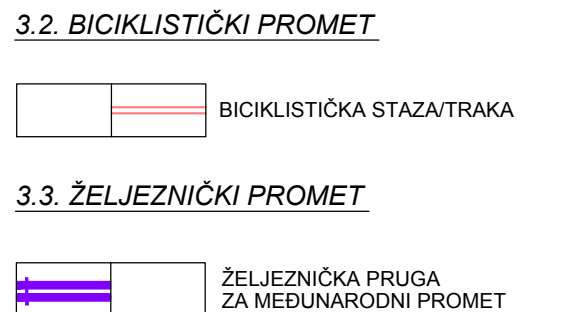 3.2. BICIKLISTIČKI PROMET
BICIKLISTIČKA STAZA/TRAKA
3.3. ŽELJEZNIČKI PROMET
ŽELJEZNIČKA PRUGA
ZA MEĐUNARODNI PROMET